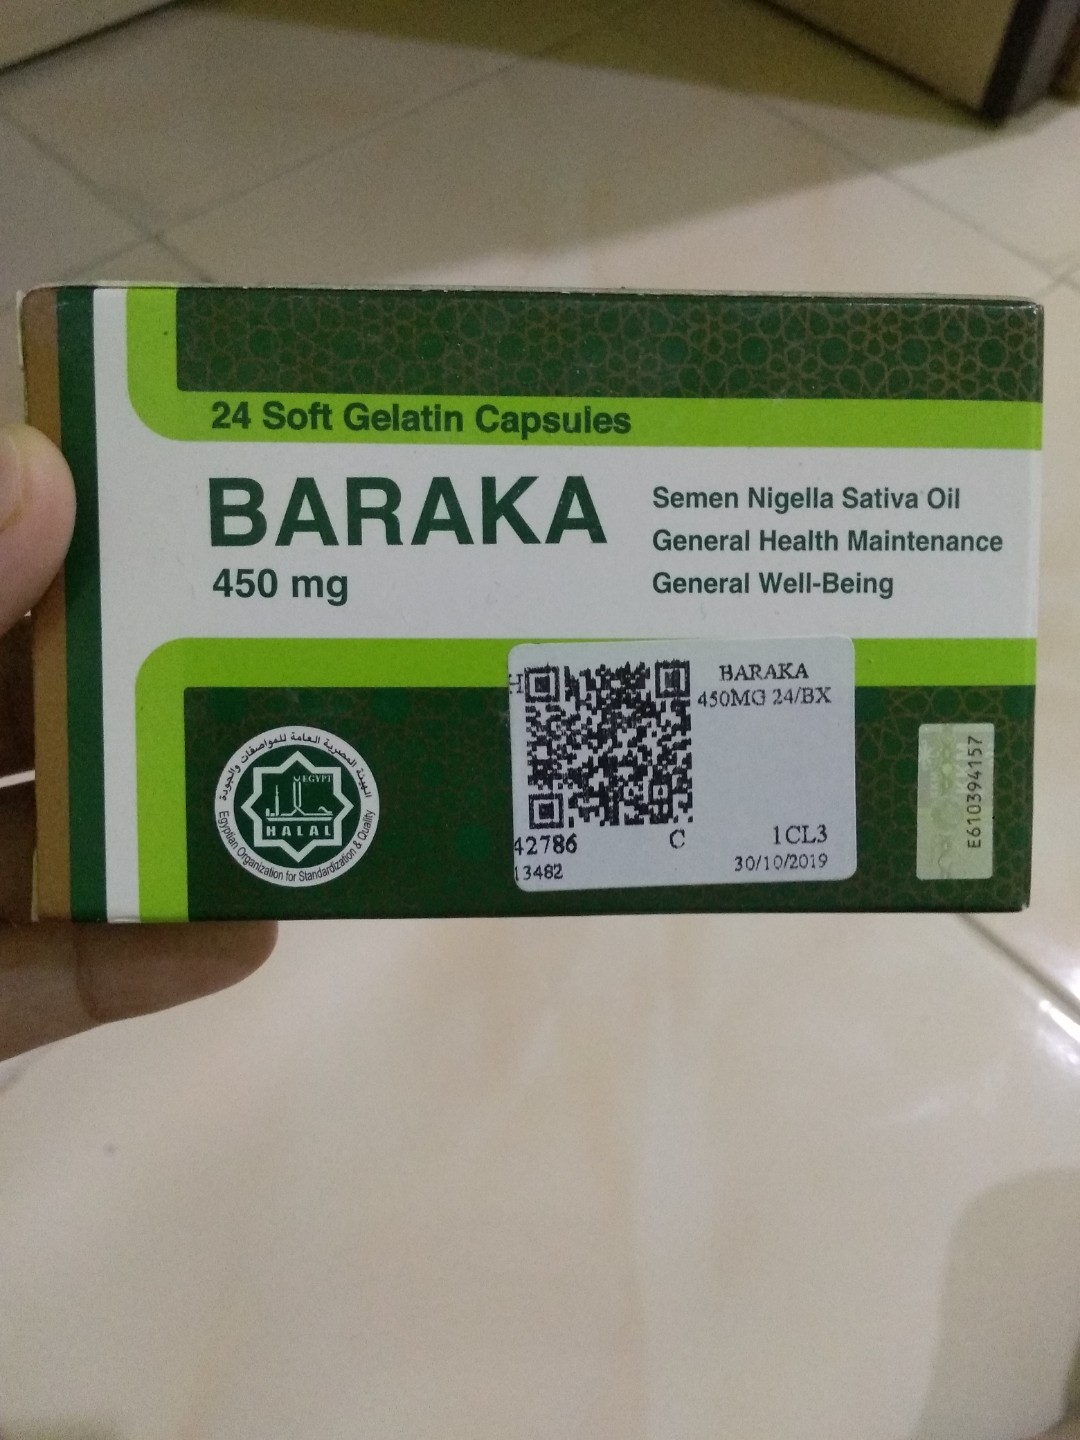 24 Soft Gelatin Capsules
BARAKA
450 mg
Semen Nigella Sativa Oil
General Health Maintenance
General Well-Being
الهيئة المصرية العامة للمواصفات والجودة
EGYPT
HALAL
Egyptian Organization for Standardization & Quality
H
BARAKA
450MG 24/BX
42786
C
1CL3
13482
30/10/2019
E610394157